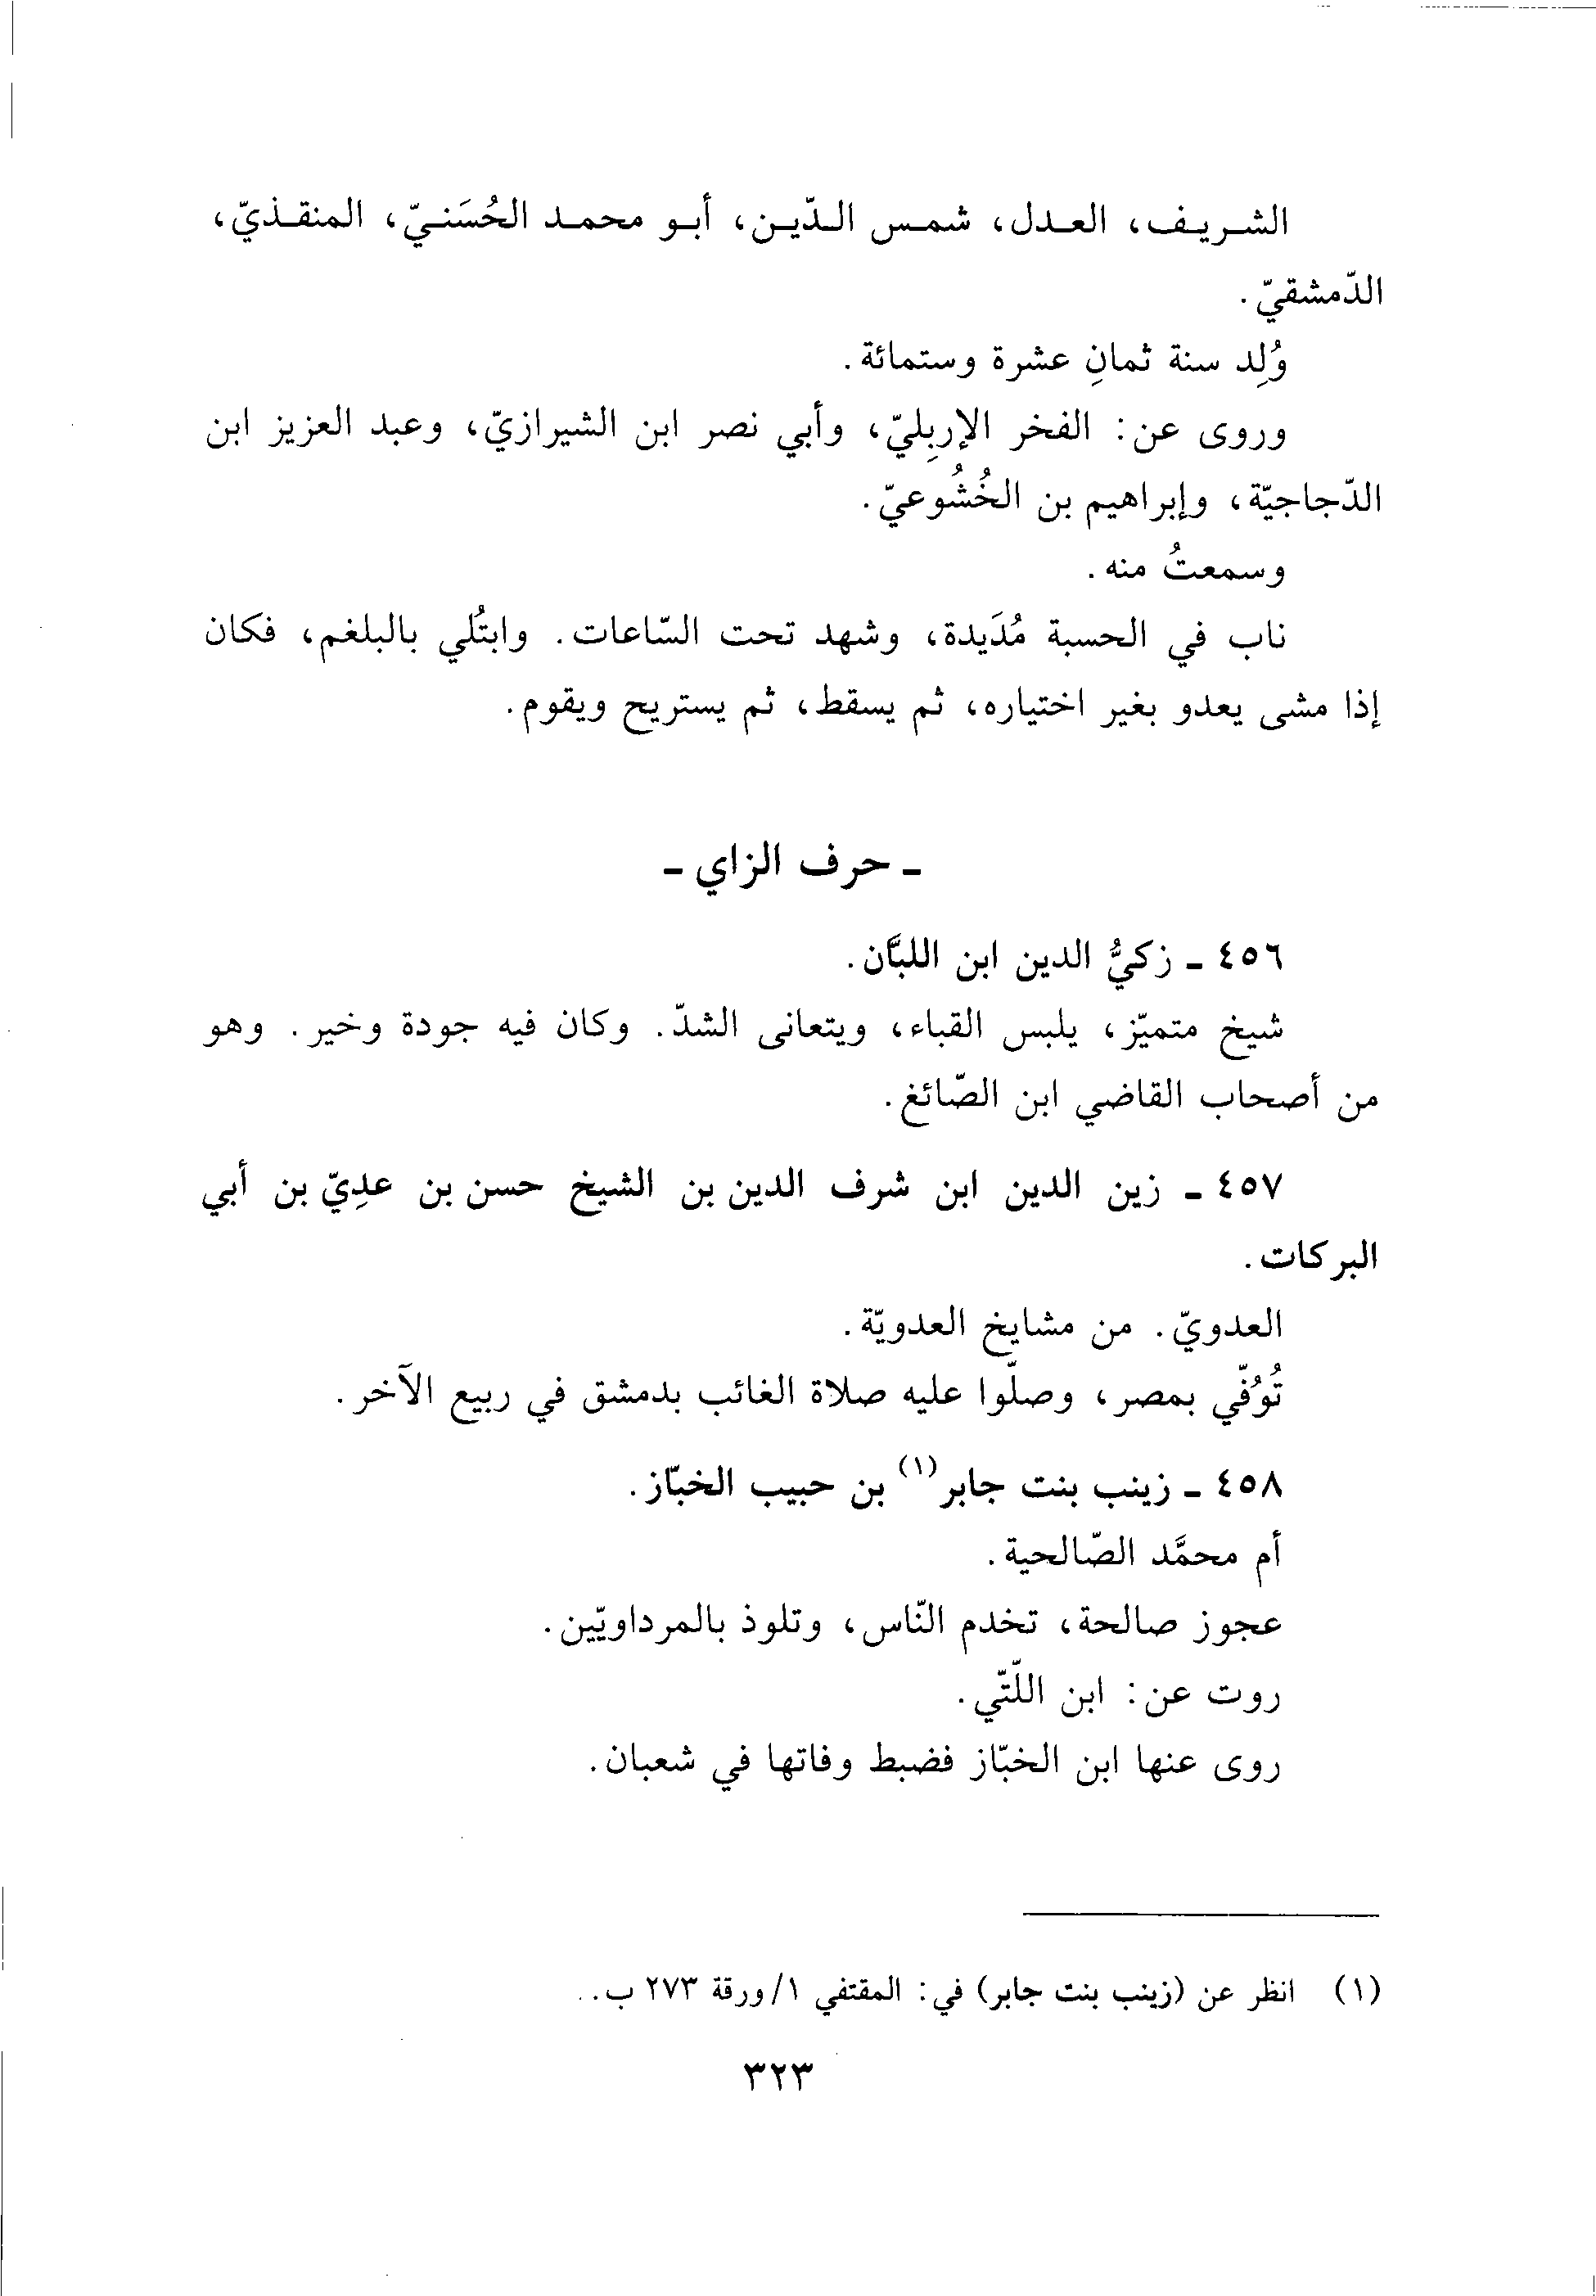 الشريف، العدل، شمس الدّين، أبو محمد الحُسَنيّ، المنقذيّ،
الدّمشقيّ.
وُلِد سنة ثمانِ عشرة وستمائة.
وروى عن: الفخر الإربِليّ، وأبي نصر ابن الشيرازيّ، وعبد العزيز ابن
الدّجاجيّة، وإبراهيم بن الخُشُوعيّ.
وسمعتُ منه.
ناب في الحسبة مُدَيدة، وشهد تحت السّاعات. وابتُلي بالبلغم، فكان
إذا مشى يعدو بغير اختياره، ثم يسقط، ثم يستريح ويقوم.
- حرف الزاي -
٤٥٦ - زكيُّ الدين ابن اللبَّان.
شيخ متميّز، يلبس القباء، ويتعانى الشدّ. وكان فيه جودة وخير. وهو
من أصحاب القاضي ابن الصّائغ.
٤٥٧ - زين الدين ابن شرف الدين بن الشيخ حسن بن عدِيّ بن أبي
البركات.
العدويّ. من مشايخ العدويّة.
تُوُفّي بمصر، وصلّوا عليه صلاة الغائب بدمشق في ربيع الآخر.
٤٥٨ - زينب بنت جابر(١) بن حبيب الخبّاز.
أم محمَّد الصّالحية.
عجوز صالحة، تخدم النّاس، وتلوذ بالمرداويّين.
روت عن: ابن اللّتّي.
روى عنها ابن الخبّاز فضبط وفاتها في شعبان.
(١) انظر عن (زينب بنت جابر) في: المقتفي ١/ورقة ٢٧٣ ب..
٣٢٣